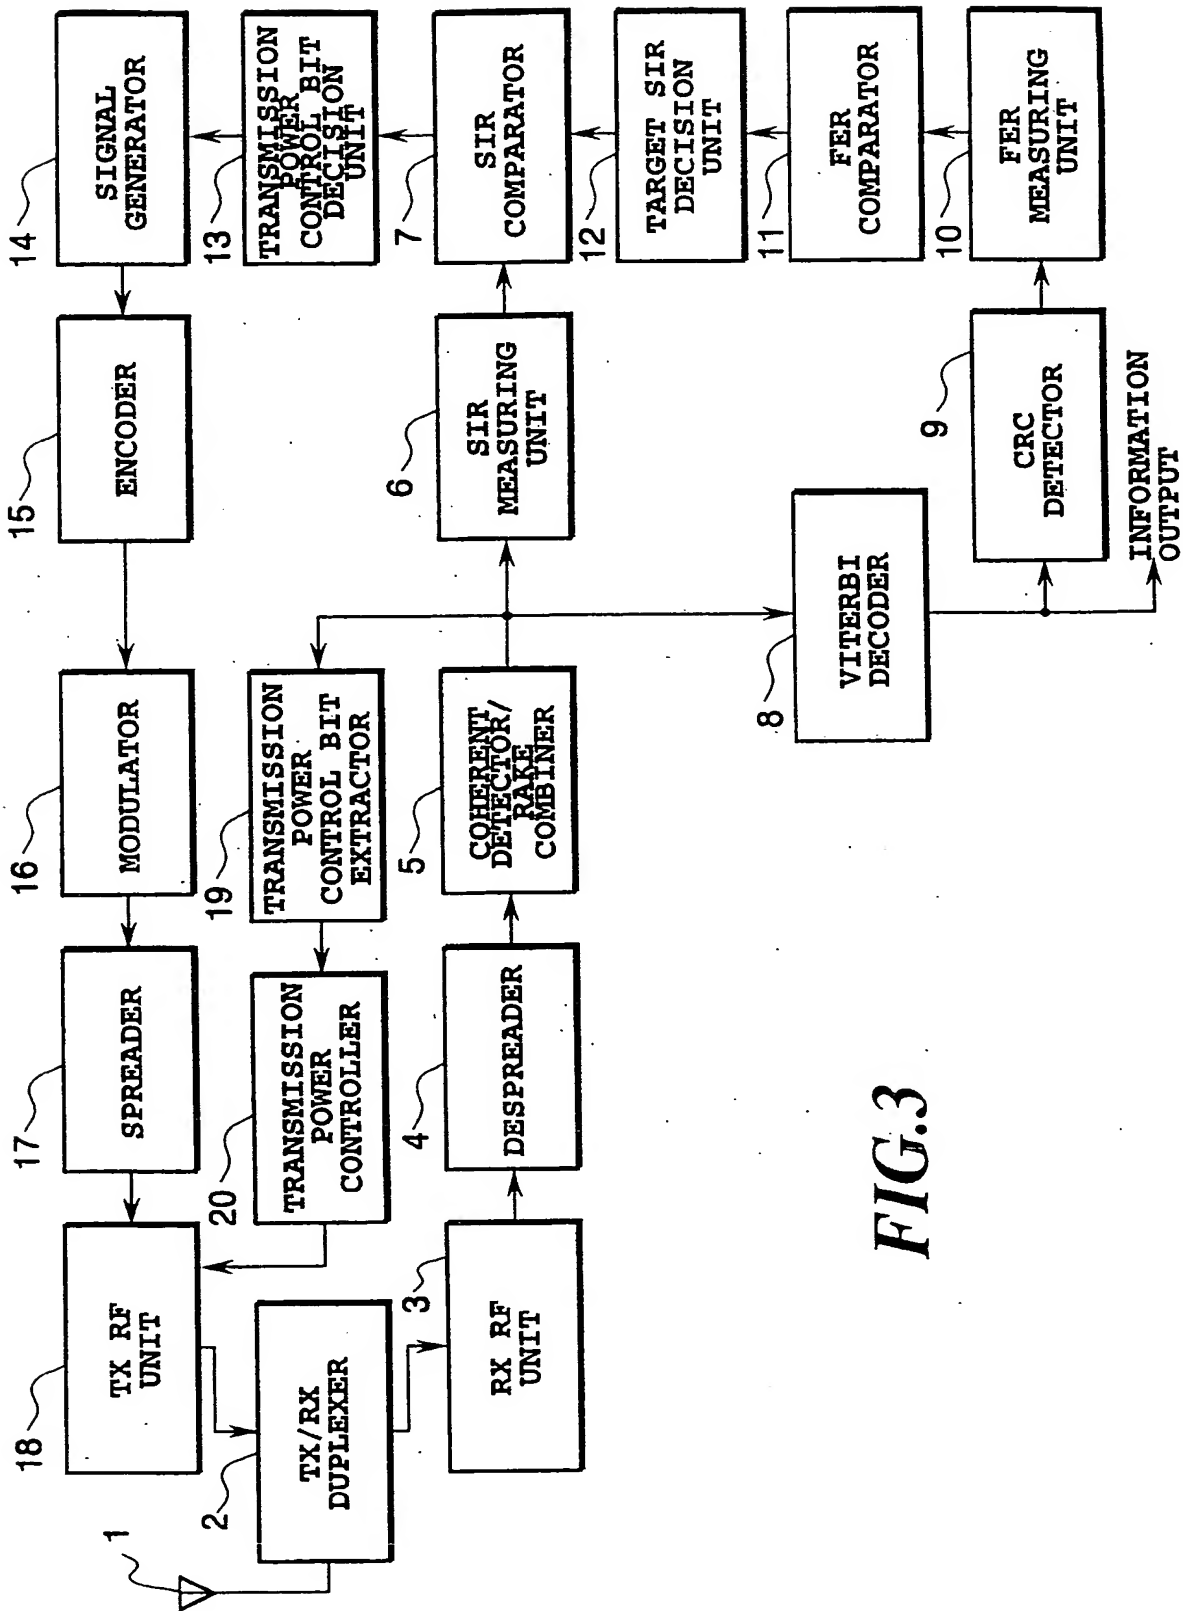 1
2
TX/RX
DUPLEXER
18
TX RF
UNIT
17
SPREADER
16
MODULATOR
15
ENCODER
14
SIGNAL
GENERATOR
20
TRANSMISSION
POWER
CONTROLLER
19
TRANSMISSION
POWER
CONTROL BIT
EXTRACTOR
13
TRANSMISSION
POWER
CONTROL BIT
DECISION
UNIT
3
RX RF
UNIT
4
DESPREADER
5
COHERENT
DETECTOR/
RAKE
COMBINER
6
SIR
MEASURING
UNIT
7
SIR
COMPARATOR
12
TARGET SIR
DECISION
UNIT
8
VITERBI
DECODER
11
FER
COMPARATOR
9
CRC
DETECTOR
10
FER
MEASURING
UNIT
INFORMATION
OUTPUT
FIG.3